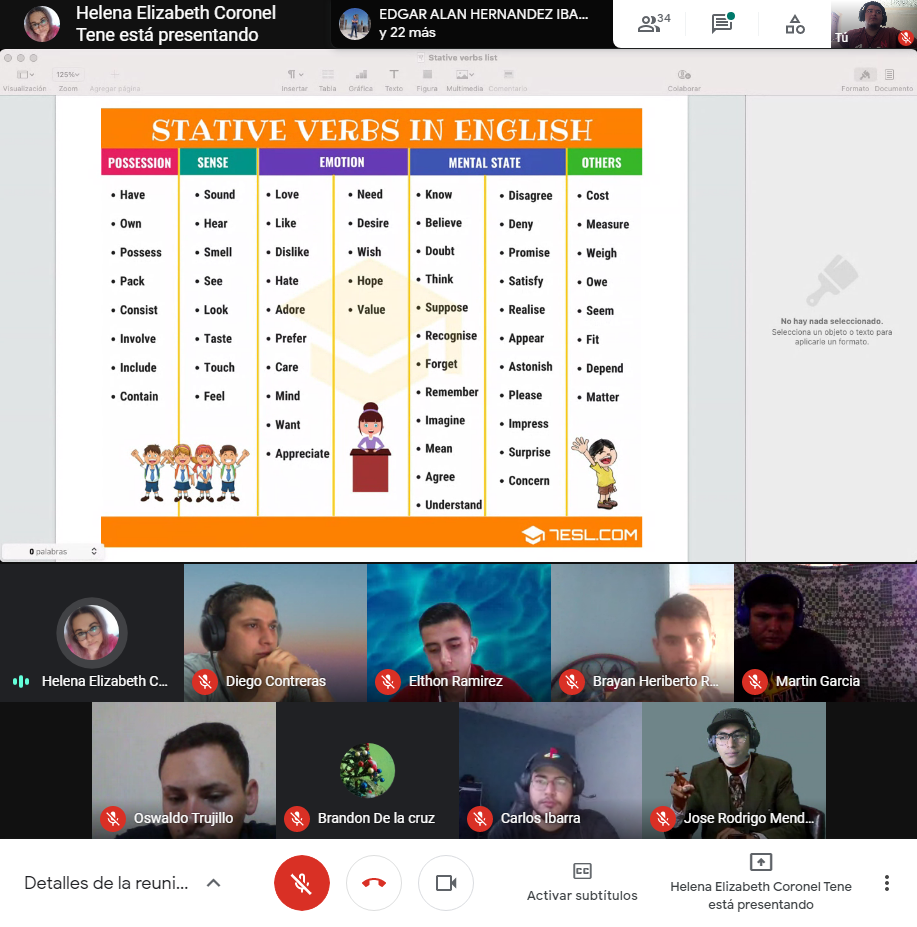 Helena Elizabeth Coronel
Tene está presentando
EDGAR ALAN HERNANDEZ IBA...
y 22 más
34
Tú
Stative verbs list
125%
Visualización
Zoom
Agregar página
Insertar
Tabla
Gráfica
Texto
Figura
Multimedia
Comentario
Colaborar
Formato
Documento
STATIVE VERBS IN ENGLISH
POSSESSION
SENSE
EMOTION
MENTAL STATE
OTHERS
• Have
• Own
• Possess
• Pack
• Consist
• Involve
• Include
• Contain
• Sound
• Hear
• Smell
• See
• Look
• Taste
• Touch
• Feel
• Love
• Like
• Dislike
• Hate
• Adore
• Prefer
• Care
• Mind
• Want
• Appreciate
• Need
• Desire
• Wish
• Hope
• Value
• Know
• Believe
• Doubt
• Think
• Suppose
• Recognise
• Forget
• Remember
• Imagine
• Mean
• Agree
• Understand
• Disagree
• Deny
• Promise
• Satisfy
• Realise
• Appear
• Astonish
• Please
• Impress
• Surprise
• Concern
• Cost
• Measure
• Weigh
• Owe
• Seem
• Fit
• Depend
• Matter
7ESL.COM
No hay nada seleccionado.
Selecciona un objeto o texto para
aplicarle un formato.
0 palabras
Helena Elizabeth C...
Diego Contreras
Elthon Ramirez
Brayan Heriberto R...
Martin Garcia
Oswaldo Trujillo
Brandon De la cruz
Carlos Ibarra
Jose Rodrigo Mend...
Detalles de la reuni...
CC
Activar subtítulos
Helena Elizabeth Coronel Tene
está presentando